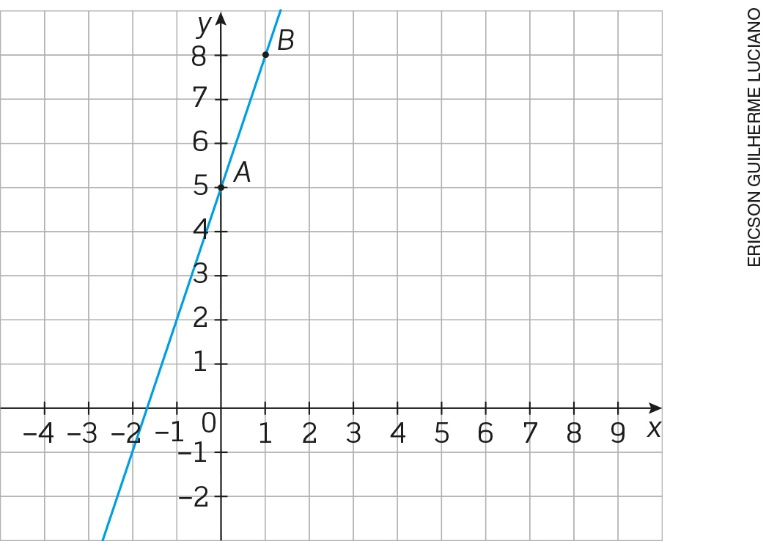 y
B
8
7
6
A
5
4
3
2
1
0
–4 –3 –2 –1 1 2 3 4 5 6 7 8 9 x
–1
–2
ERICSON GUILHERME LUCIANO